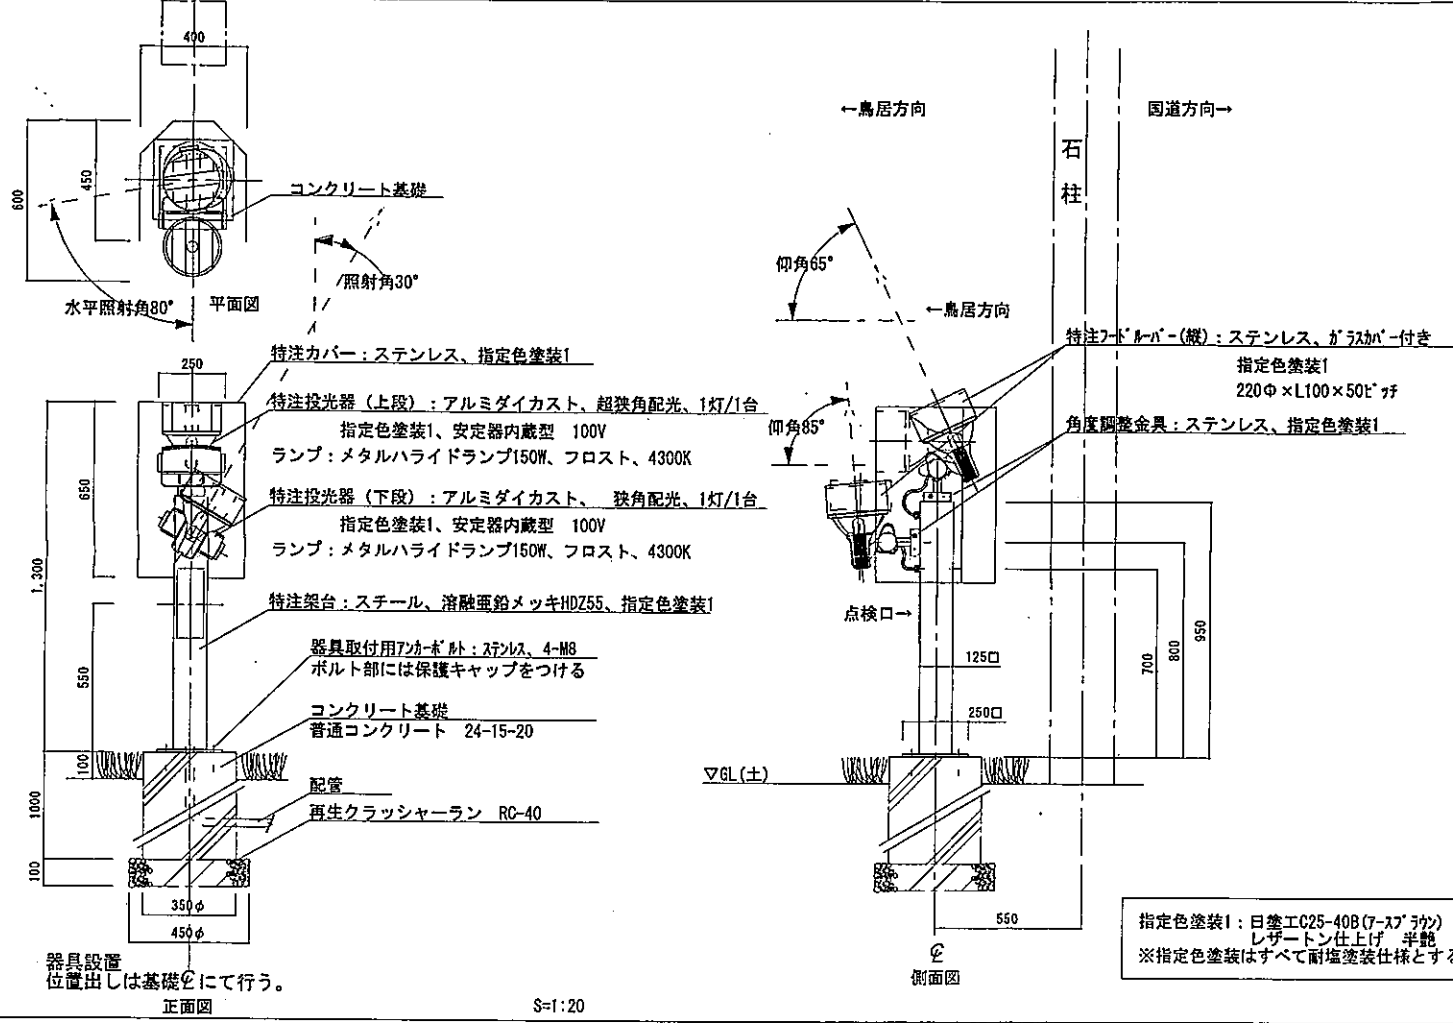 400
←鳥居方向
国道方向→
石柱
600
450
コンクリート基礎
照射角30°
水平照射角80°
平面図
仰角65°
←鳥居方向
250
特注カバー：ステンレス、指定色塗装1
特注投光器（上段）：アルミダイカスト、超狭角配光、1灯/1台
指定色塗装1、安定器内蔵型 100V
ランプ：メタルハライドランプ150W、フロスト、4300K
特注投光器（下段）：アルミダイカスト、 狭角配光、1灯/1台
指定色塗装1、安定器内蔵型 100V
ランプ：メタルハライドランプ150W、フロスト、4300K
特注架台：スチール、溶融亜鉛メッキHDZ55、指定色塗装1
器具取付用ｱﾝｶｰﾎﾞﾙﾄ：ｽﾃﾝﾚｽ、4-M8
ボルト部には保護キャップをつける
コンクリート基礎
普通コンクリート 24-15-20
配管
再生クラッシャーラン RC-40
650
1,300
550
100
1000
100
350φ
450φ
器具設置
位置出しは基礎℄にて行う。
正面図
S=1:20
特注ﾌｰﾄﾞﾙｰﾊﾞｰ(縦)：ステンレス、ｶﾞﾗｽｶﾊﾞｰ付き
指定色塗装1
220Φ×L100×50ﾋﾟｯﾁ
角度調整金具：ステンレス、指定色塗装1
仰角85°
点検口→
125□
250□
700
800
950
▽GL(土)
550
℄
側面図
指定色塗装1：日塗工C25-40B(ｱｰｽﾌﾞﾗｳﾝ)
レザートン仕上げ 半艶
※指定色塗装はすべて耐塩塗装仕様とする